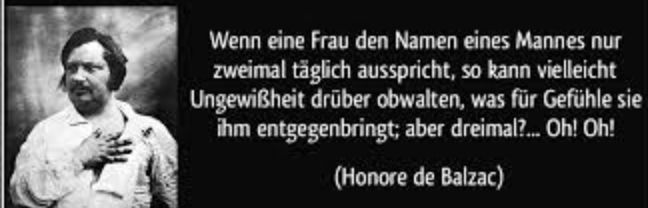 Wenn eine Frau den Namen eines Mannes nur
zweimal täglich ausspricht, so kann vielleicht
Ungewißheit drüber obwalten, was für Gefühle sie
ihm entgegenbringt; aber dreimal?... Oh! Oh!
(Honore de Balzac)